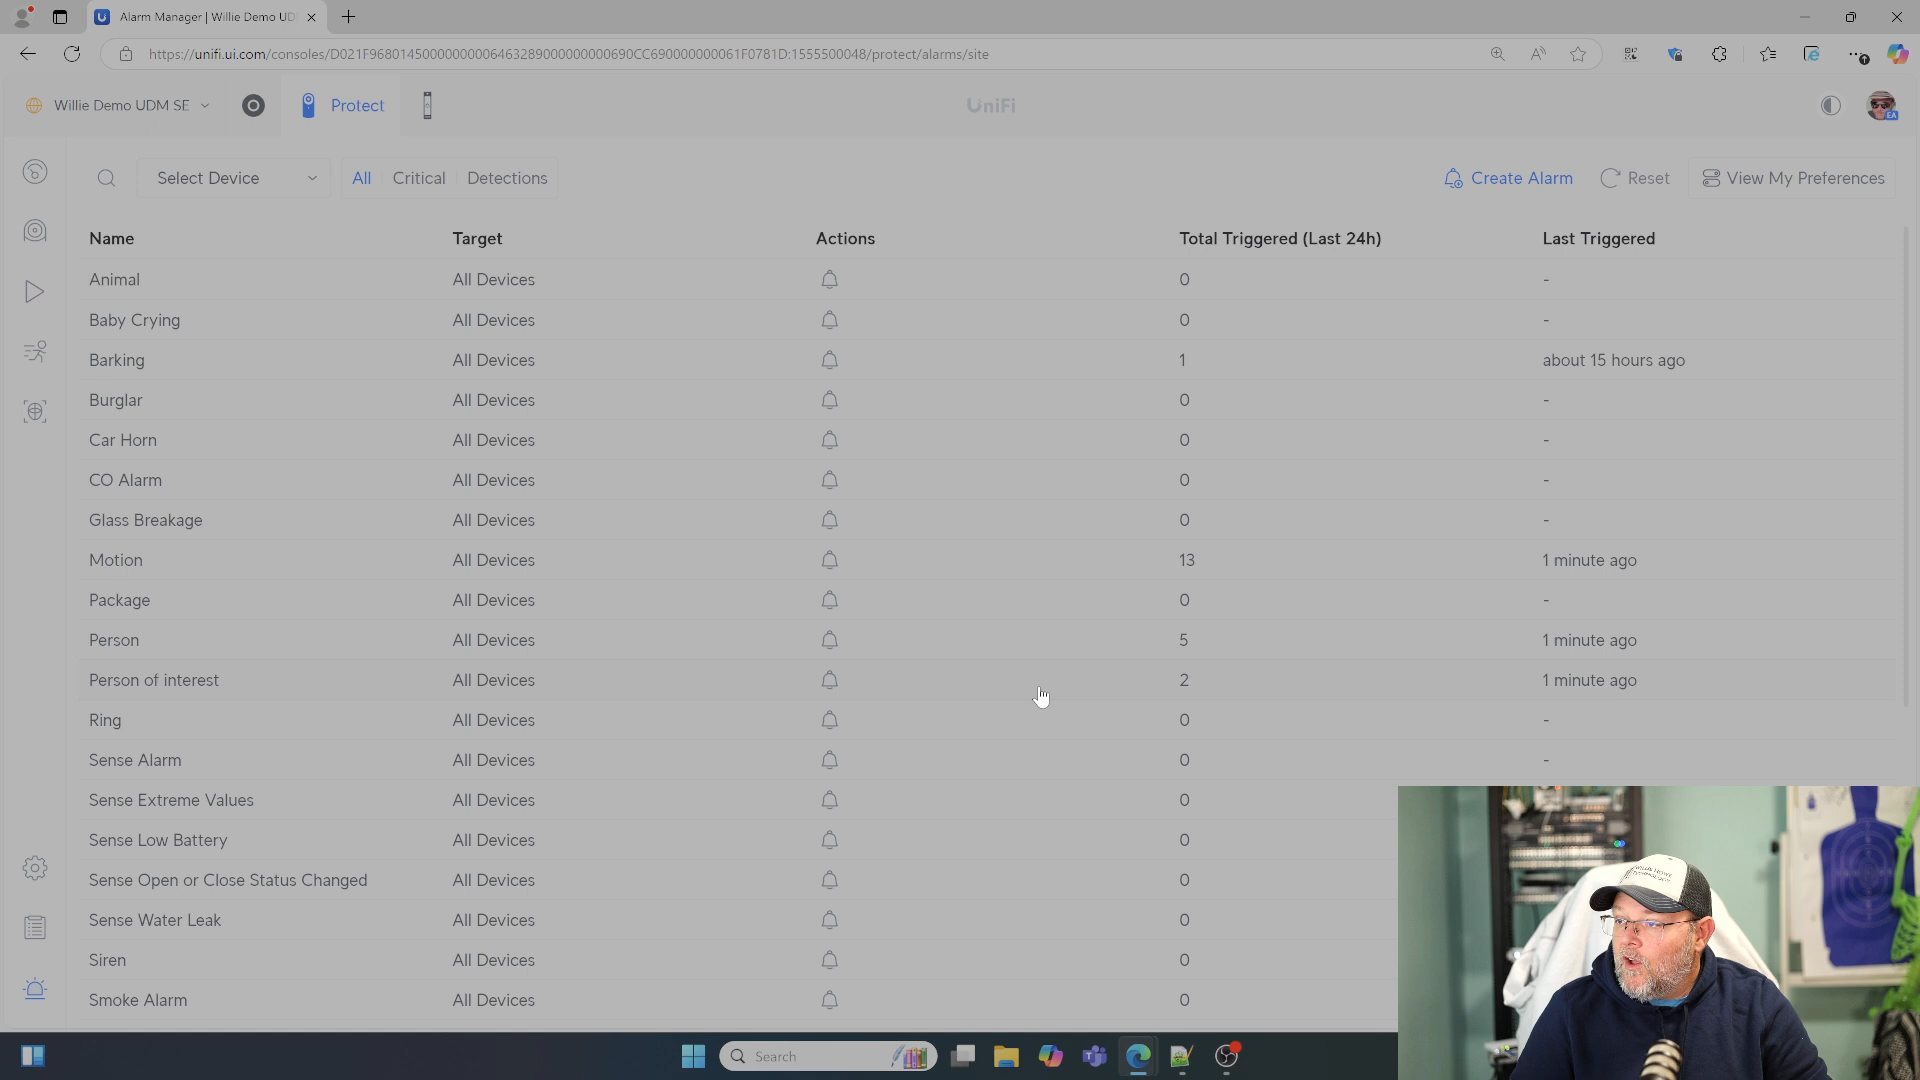 Alarm Manager | Willie Demo UD
https://unifi.ui.com/consoles/D021F9680145000000000646328900000000690CC690000000061F0781D:1555500048/protect/alarms/site
Willie Demo UDM SE
Protect
UniFi
EA
Select Device
All
Critical
Detections
Create Alarm
Reset
View My Preferences
Name Target Actions Total Triggered (Last 24h) Last Triggered
Animal All Devices 0 -
Baby Crying All Devices 0 -
Barking All Devices 1 about 15 hours ago
Burglar All Devices 0 -
Car Horn All Devices 0 -
CO Alarm All Devices 0 -
Glass Breakage All Devices 0 -
Motion All Devices 13 1 minute ago
Package All Devices 0 -
Person All Devices 5 1 minute ago
Person of interest All Devices 2 1 minute ago
Ring All Devices 0 -
Sense Alarm All Devices 0 -
Sense Extreme Values All Devices 0
Sense Low Battery All Devices 0
Sense Open or Close Status Changed All Devices 0
Sense Water Leak All Devices 0
Siren All Devices 0
Smoke Alarm All Devices 0
Search